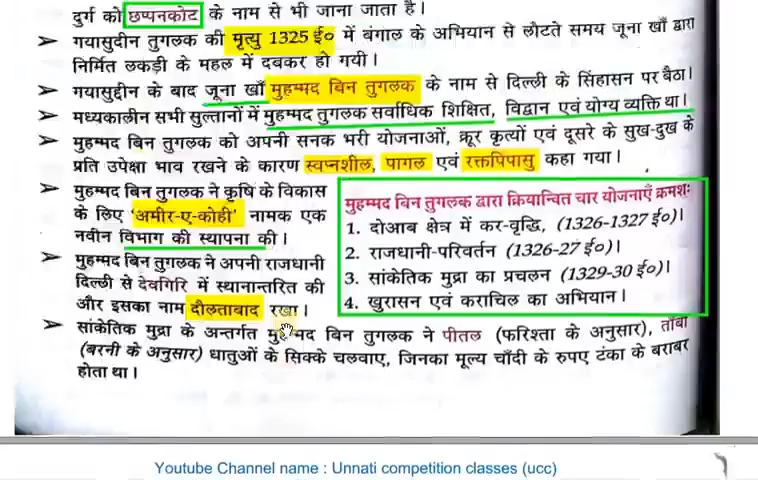 दुर्ग को छप्पनकोट के नाम से भी जाना जाता है।
➤ गयासुदीन तुगलक की मृत्यु 1325 ई० में बंगाल के अभियान से लौटते समय जूना खाँ द्वारा
निर्मित लकड़ी के महल में दबकर हो गयी।
➤ गयासुद्दीन के बाद जूना खाँ मुहम्मद बिन तुगलक के नाम से दिल्ली के सिंहासन पर बैठा।
➤ मध्यकालीन सभी सुल्तानों में मुहम्मद तुगलक सर्वाधिक शिक्षित, विद्वान एवं योग्य व्यक्ति था।
➤ मुहम्मद बिन तुगलक को अपनी सनक भरी योजनाओं, क्रूर कृत्यों एवं दूसरे के सुख-दुख के
प्रति उपेक्षा भाव रखने के कारण स्वप्नशील, पागल एवं रक्तपिपासु कहा गया।
➤ मुहम्मद बिन तुगलक ने कृषि के विकास
के लिए 'अमीर-ए-कोही' नामक एक
नवीन विभाग की स्थापना की।
➤ मुहम्मद बिन तुगलक ने अपनी राजधानी
दिल्ली से देवगिरि में स्थानान्तरित की
और इसका नाम दौलताबाद रखा।
मुहम्मद बिन तुगलक द्वारा क्रियान्वित चार योजनाएँ क्रमशः
1. दोआब क्षेत्र में कर-वृद्धि, (1326-1327 ई०)।
2. राजधानी-परिवर्तन (1326-27 ई०)।
3. सांकेतिक मुद्रा का प्रचलन (1329-30 ई०)।
4. खुरासन एवं कराचिल का अभियान।
➤ सांकेतिक मुद्रा के अन्तर्गत मुहम्मद बिन तुगलक ने पीतल (फरिश्ता के अनुसार), ताँबा
(बरनी के अनुसार) धातुओं के सिक्के चलवाए, जिनका मूल्य चाँदी के रुपए टंका के बराबर
होता था।
Youtube Channel name : Unnati competition classes (ucc)